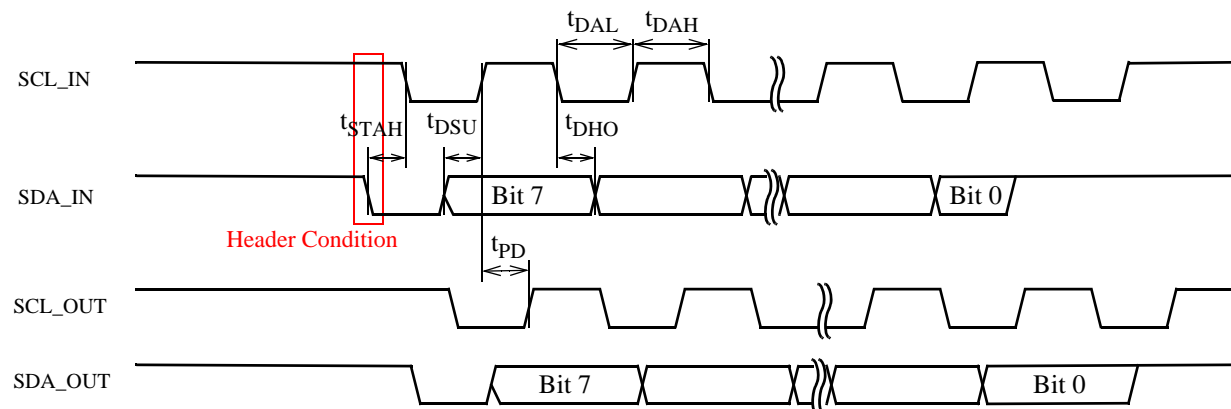 tDAL tDAH
SCL_IN
tSTAH tDSU tDHO
SDA_IN Bit 7 Bit 0
Header Condition
tPD
SCL_OUT
SDA_OUT Bit 7 Bit 0